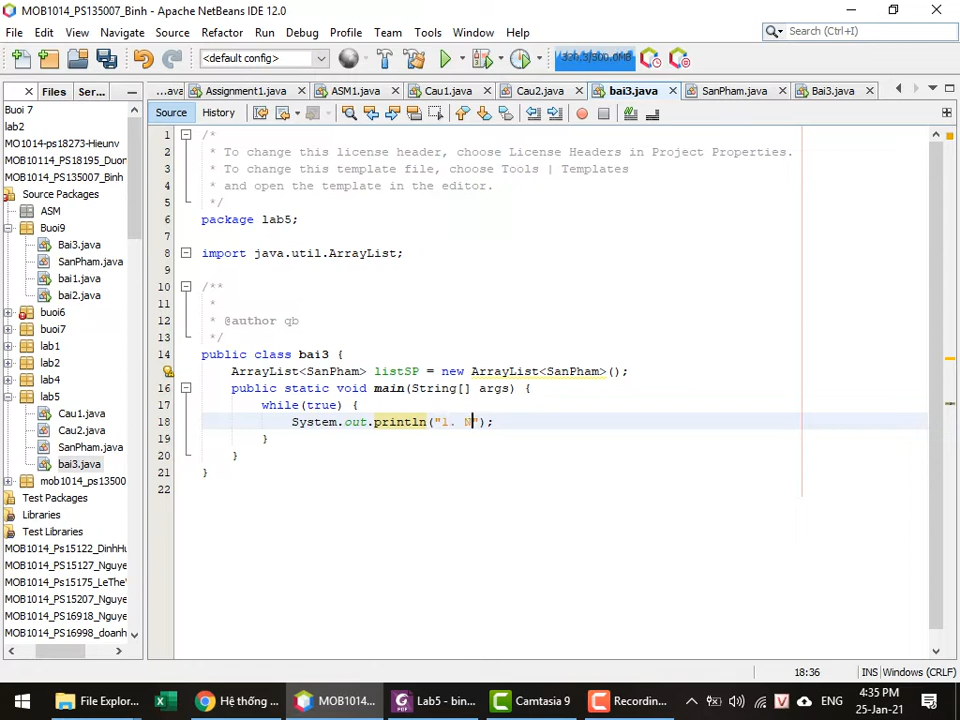 MOB1014_PS135007_Binh - Apache NetBeans IDE 12.0
File Edit View Navigate Source Refactor Run Debug Profile Team Tools Window Help
Search (Ctrl+I)
<default config>
Files Ser...
...ava Assignment1.java ASM1.java Cau1.java Cau2.java bai3.java SanPham.java Bai3.java
Source History
Buoi 7
lab2
MO1014-ps18273-Hieunv
MOB10114_PS18195_Duon
MOB1014_PS135007_Binh
Source Packages
ASM
Buoi9
Bai3.java
SanPham.java
bai1.java
bai2.java
buoi6
buoi7
lab1
lab2
lab4
lab5
Cau1.java
Cau2.java
SanPham.java
bai3.java
mob1014_ps13500
Test Packages
Libraries
Test Libraries
MOB1014_Ps15122_DinhHu
MOB1014_Ps15127_Nguye
MOB1014_Ps15175_LeTheV
MOB1014_PS15207_Nguye
MOB1014_PS16918_Nguye
MOB1014_PS16998_doanh
1 /*
2 * To change this license header, choose License Headers in Project Properties.
3 * To change this template file, choose Tools | Templates
4 * and open the template in the editor.
5 */
6 package lab5;
7
8 import java.util.ArrayList;
9
10 /**
11 *
12 * @author qb
13 */
14 public class bai3 {
ArrayList<SanPham> listSP = new ArrayList<SanPham>();
16 public static void main(String[] args) {
17 while(true) {
18 System.out.println("1. N");
19 }
20 }
21 }
22
18:36 INS Windows (CRLF)
File Explor... Hệ thống ... MOB1014... Lab5 - bin... Camtasia 9 Recording... ENG
4:35 PM
25-Jan-21